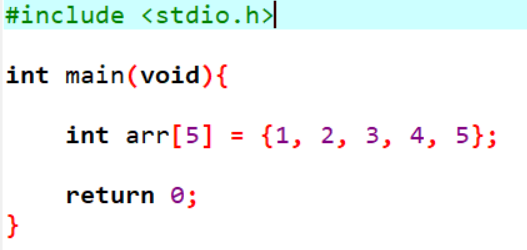 #include <stdio.h>
int main(void){
int arr[5] = {1, 2, 3, 4, 5};
return 0;
}